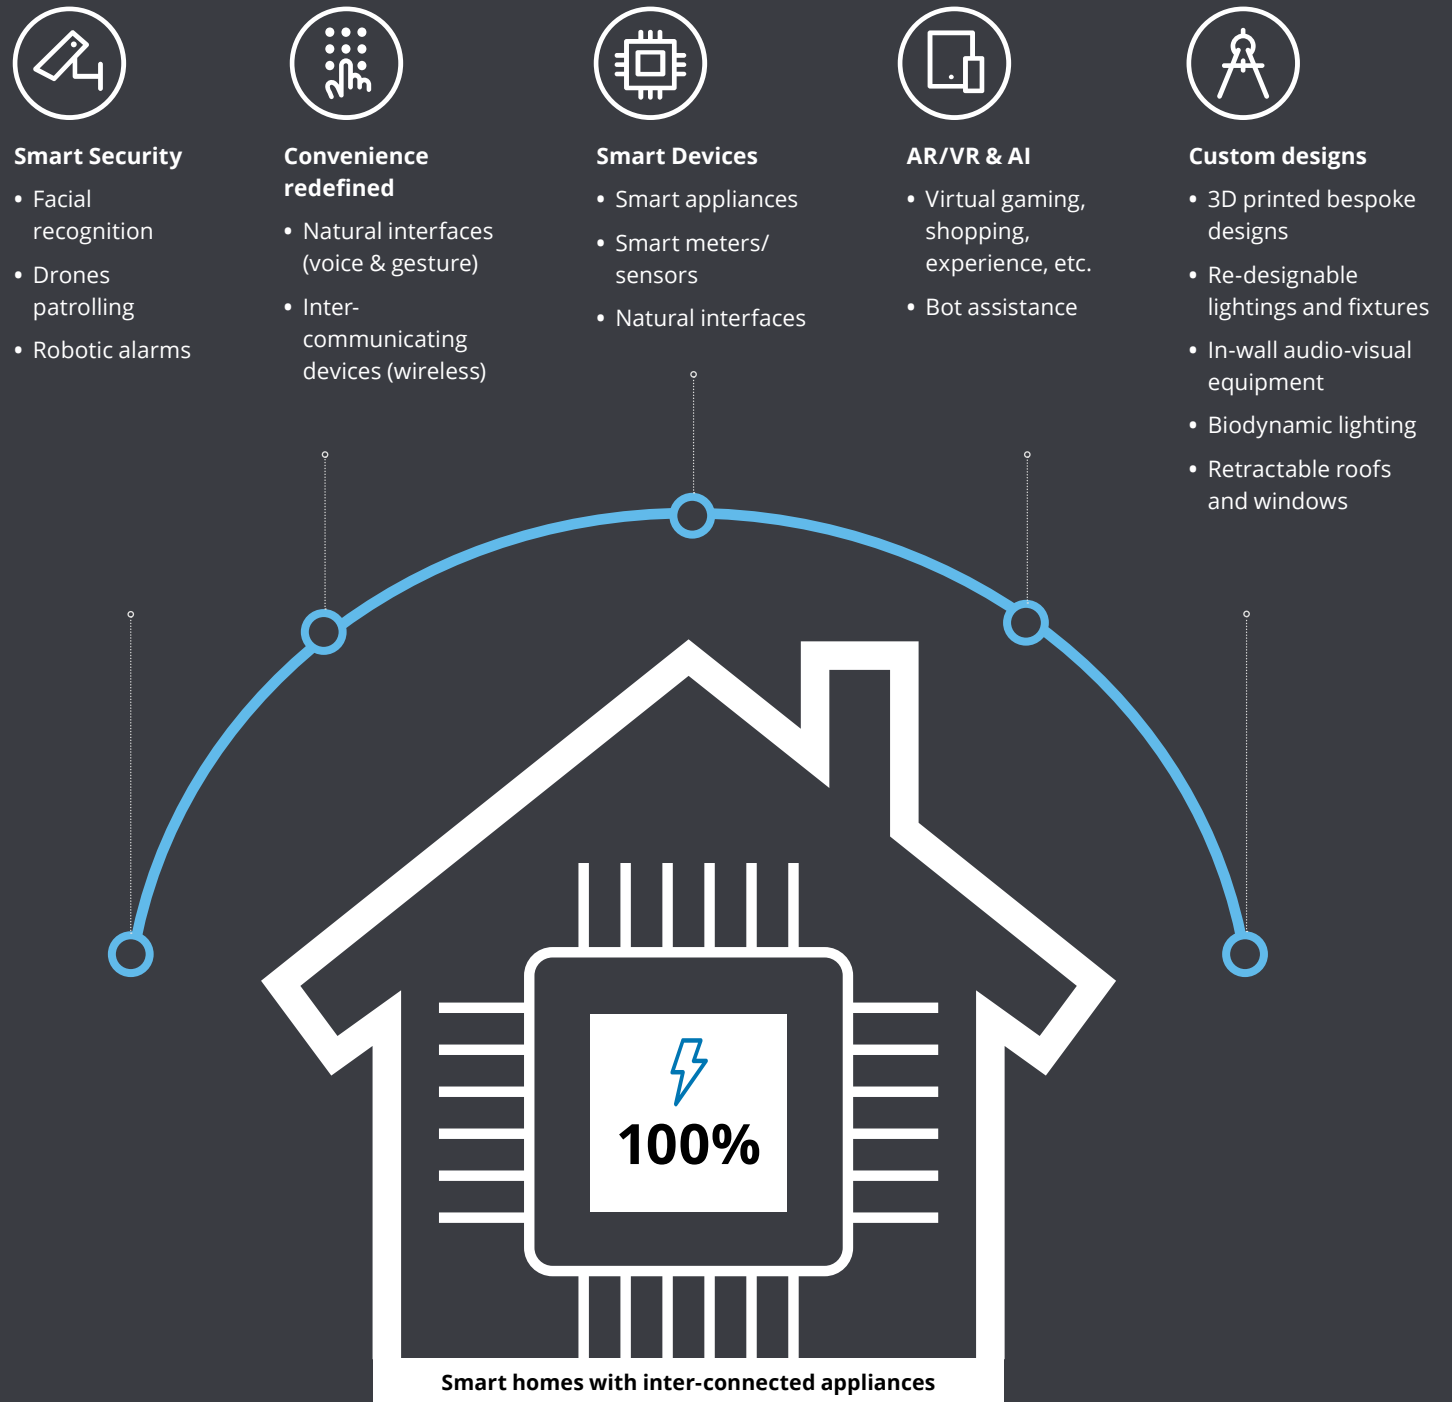 Smart Security
• Facial
recognition
• Drones
patrolling
• Robotic alarms
Convenience
redefined
• Natural interfaces
(voice & gesture)
• Inter-
communicating
devices (wireless)
Smart Devices
• Smart appliances
• Smart meters/
sensors
• Natural interfaces
AR/VR & AI
• Virtual gaming,
shopping,
experience, etc.
• Bot assistance
Custom designs
• 3D printed bespoke
designs
• Re-designable
lightings and fixtures
• In-wall audio-visual
equipment
• Biodynamic lighting
• Retractable roofs
and windows
100%
Smart homes with inter-connected appliances